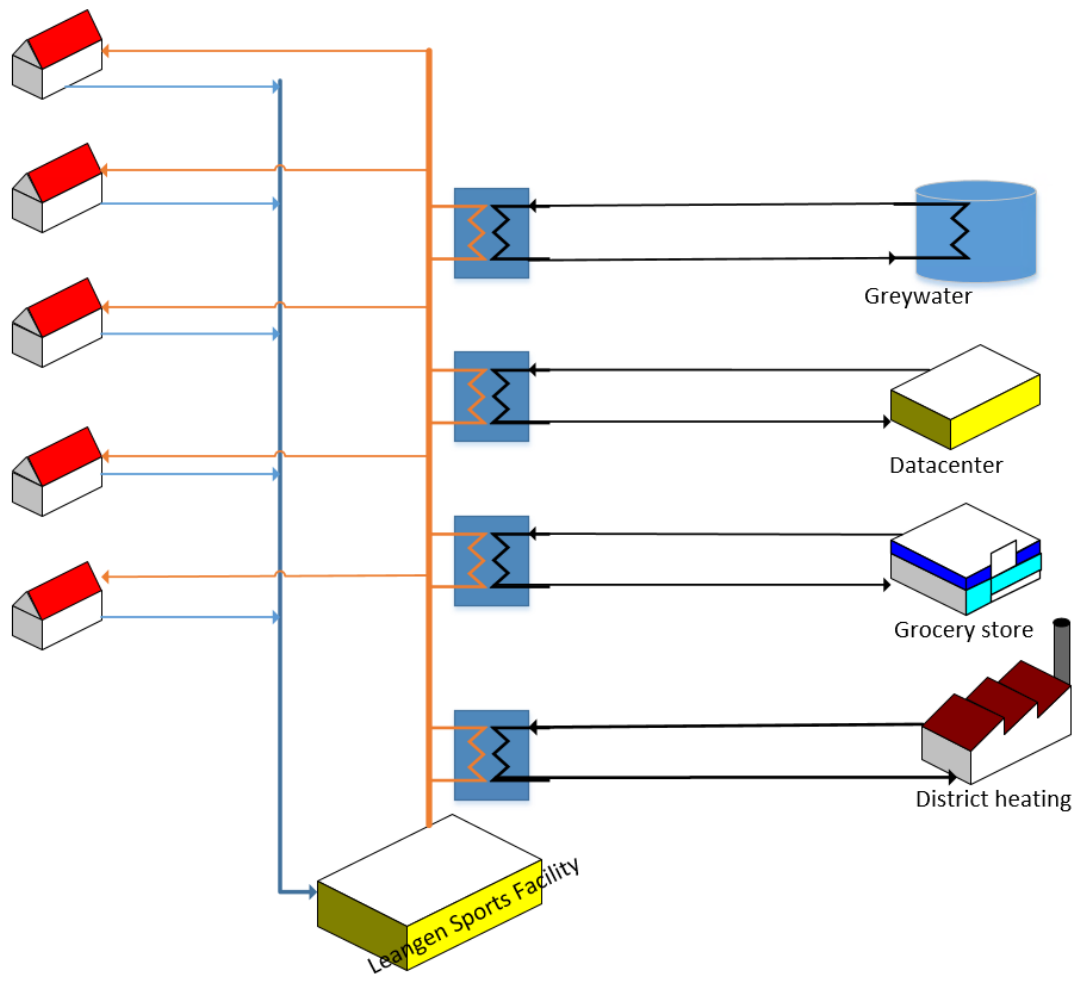 Greywater
Datacenter
Grocery store
District heating
Leangen Sports Facility